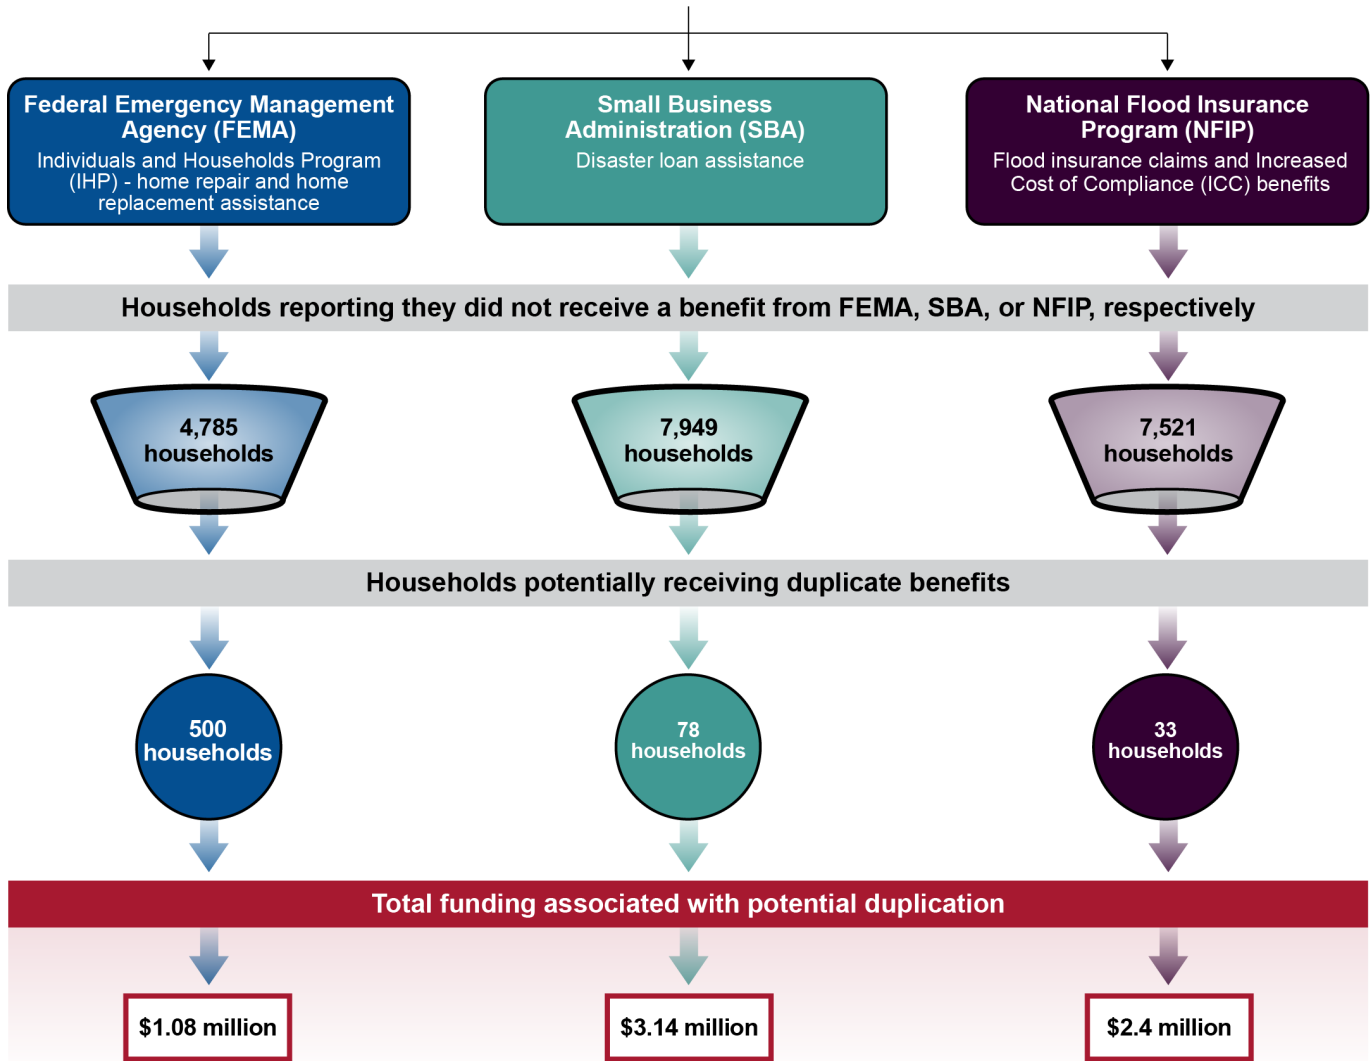 Federal Emergency Management
Agency (FEMA)
Individuals and Households Program
(IHP) - home repair and home
replacement assistance
Small Business
Administration (SBA)
Disaster loan assistance
National Flood Insurance
Program (NFIP)
Flood insurance claims and Increased
Cost of Compliance (ICC) benefits
Households reporting they did not receive a benefit from FEMA, SBA, or NFIP, respectively
4,785
households
7,949
households
7,521
households
Households potentially receiving duplicate benefits
500
households
78
households
33
households
Total funding associated with potential duplication
$1.08 million
$3.14 million
$2.4 million